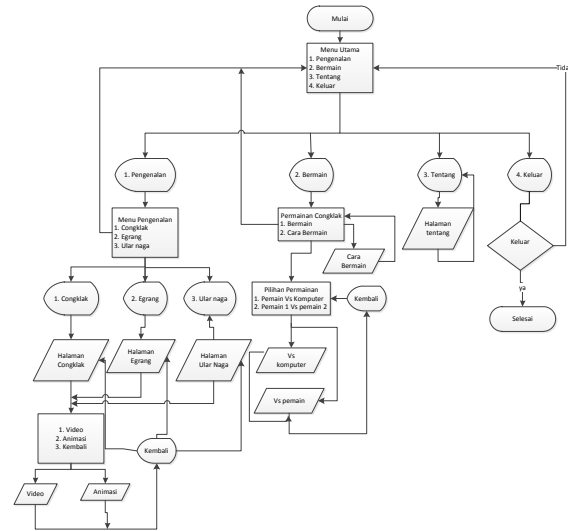 Mulai
Menu Utama
1. Pengenalan
2. Bermain
3. Tentang
4. Keluar
Tida
1. Pengenalan
2. Bermain
3. Tentang
4. Keluar
Menu Pengenalan
1. Congklak
2. Egrang
3. Ular naga
Permainan Congklak
1. Bermain
2. Cara Bermain
Halaman
tentang
Keluar
Cara
Bermain
ya
Selesai
1. Congklak
2. Egrang
3. Ular naga
Pilihan Permainan
1. Pemain Vs Komputer
2. Pemain 1 Vs pemain 2
Kembali
Halaman
Congklak
Halaman
Egrang
Halaman
Ular Naga
Vs
komputer
Vs pemain
1. Video
2. Animasi
3. Kembali
Kembali
Video
Animasi